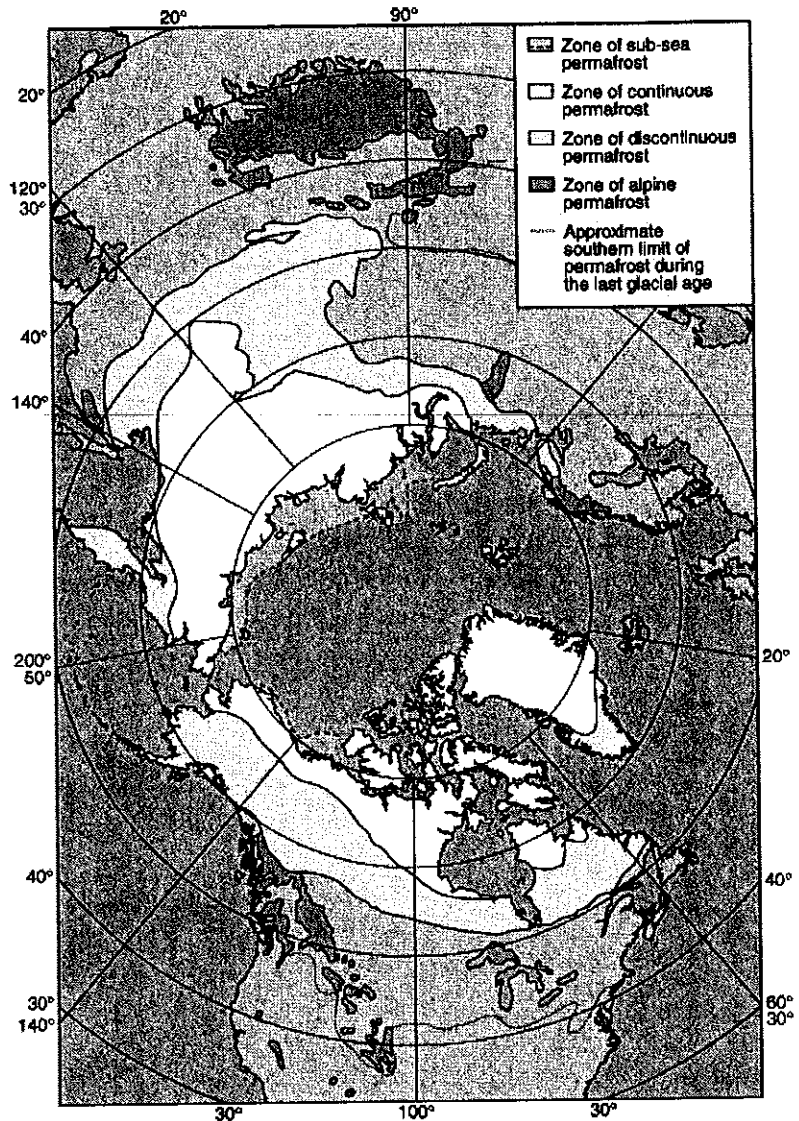 20°
90°
Zone of sub-sea
permafrost
Zone of continuous
permafrost
Zone of discontinuous
permafrost
Zone of alpine
permafrost
Approximate
southern limit of
permafrost during
the last glacial age
20°
120°
30°
40°
140°
200°
50°
20°
40°
40°
30°
140°
60°
30°
30°
100°
30°